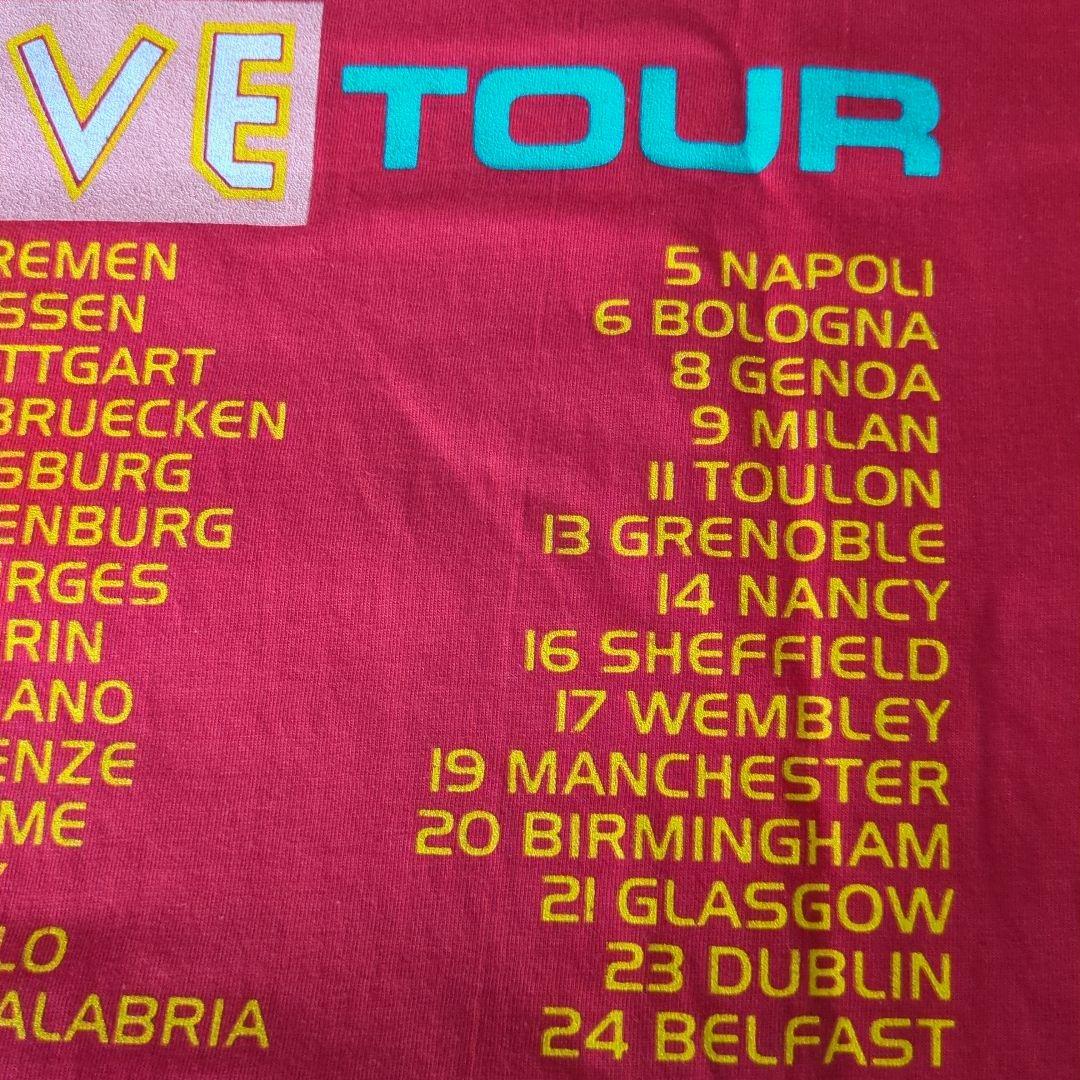 VE TOUR
REMEN
SSEN
TTGART
BRUECKEN
SBURG
ENBURG
RGES
RIN
ANO
ENZE
ME
LO
ALABRIA
5 NAPOLI
6 BOLOGNA
8 GENOA
9 MILAN
11 TOULON
13 GRENOBLE
14 NANCY
16 SHEFFIELD
17 WEMBLEY
19 MANCHESTER
20 BIRMINGHAM
21 GLASGOW
23 DUBLIN
24 BELFAST